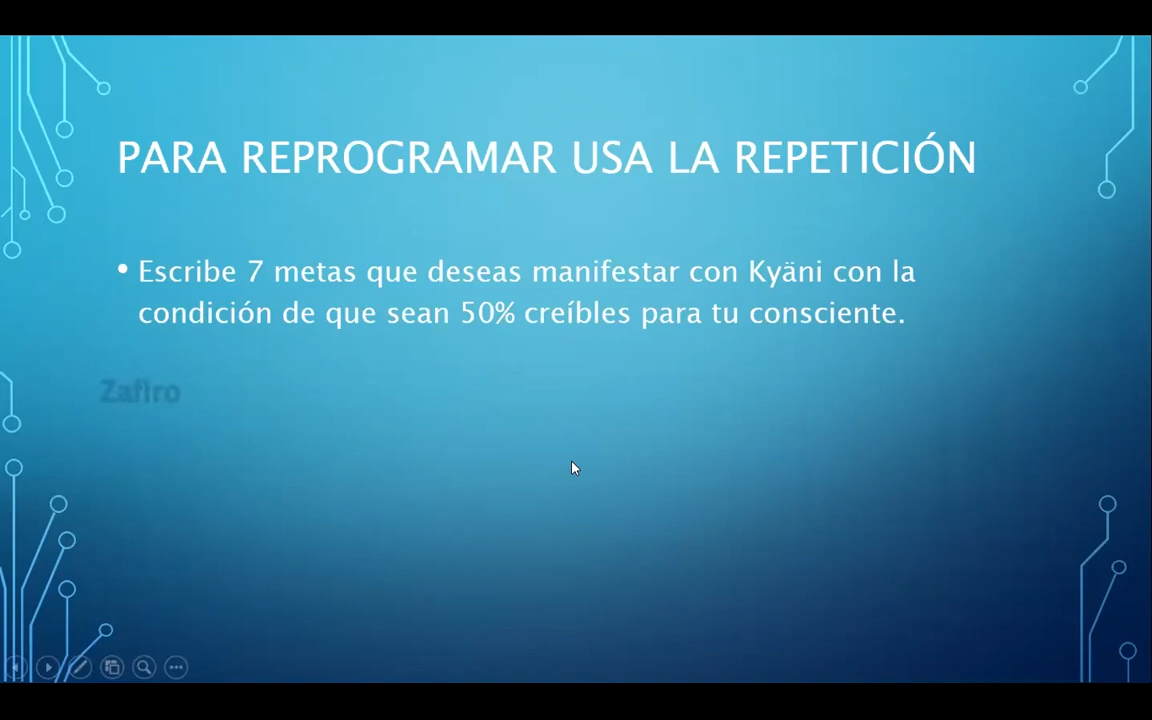 PARA REPROGRAMAR USA LA REPETICIÓN
• Escribe 7 metas que deseas manifestar con Kyäni con la
condición de que sean 50% creíbles para tu consciente.
Zafiro